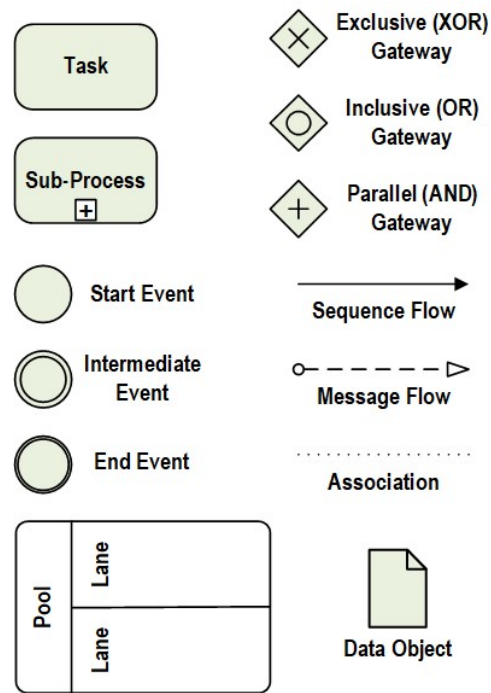 Task
Exclusive (XOR)
Gateway
Inclusive (OR)
Gateway
Sub-Process
Parallel (AND)
Gateway
Start Event
Sequence Flow
Intermediate
Event
Message Flow
End Event
Association
Pool
Lane
Lane
Data Object